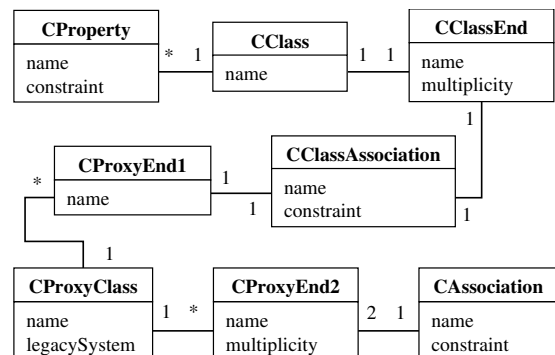 CProperty
name
constraint
* 1
CClass
name
1 1
CClassEnd
name
multiplicity
1
CProxyEnd1
name
*
1
1
CClassAssociation
name
constraint
1
1
CProxyClass
name
legacySystem
1 *
CProxyEnd2
name
multiplicity
2 1
CAssociation
name
constraint